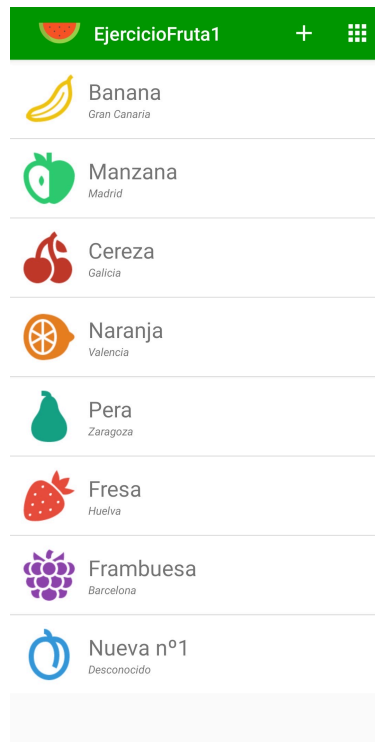 EjercicioFruta1
Banana
Gran Canaria
Manzana
Madrid
Cereza
Galicia
Naranja
Valencia
Pera
Zaragoza
Fresa
Huelva
Frambuesa
Barcelona
Nueva nº1
Desconocido